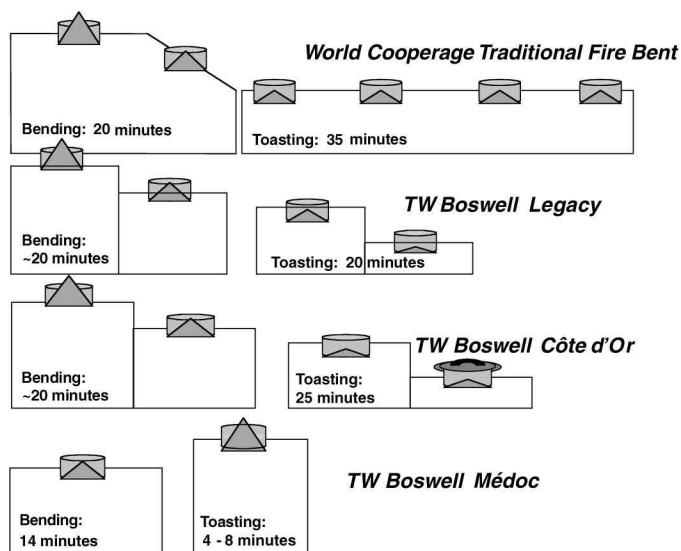 World Cooperage Traditional Fire Bent
Bending: 20 minutes
Toasting: 35 minutes
TW Boswell Legacy
Bending:
~20 minutes
Toasting: 20 minutes
TW Boswell Côte d'Or
Bending:
~20 minutes
Toasting:
25 minutes
TW Boswell Médoc
Bending:
14 minutes
Toasting:
4 - 8 minutes